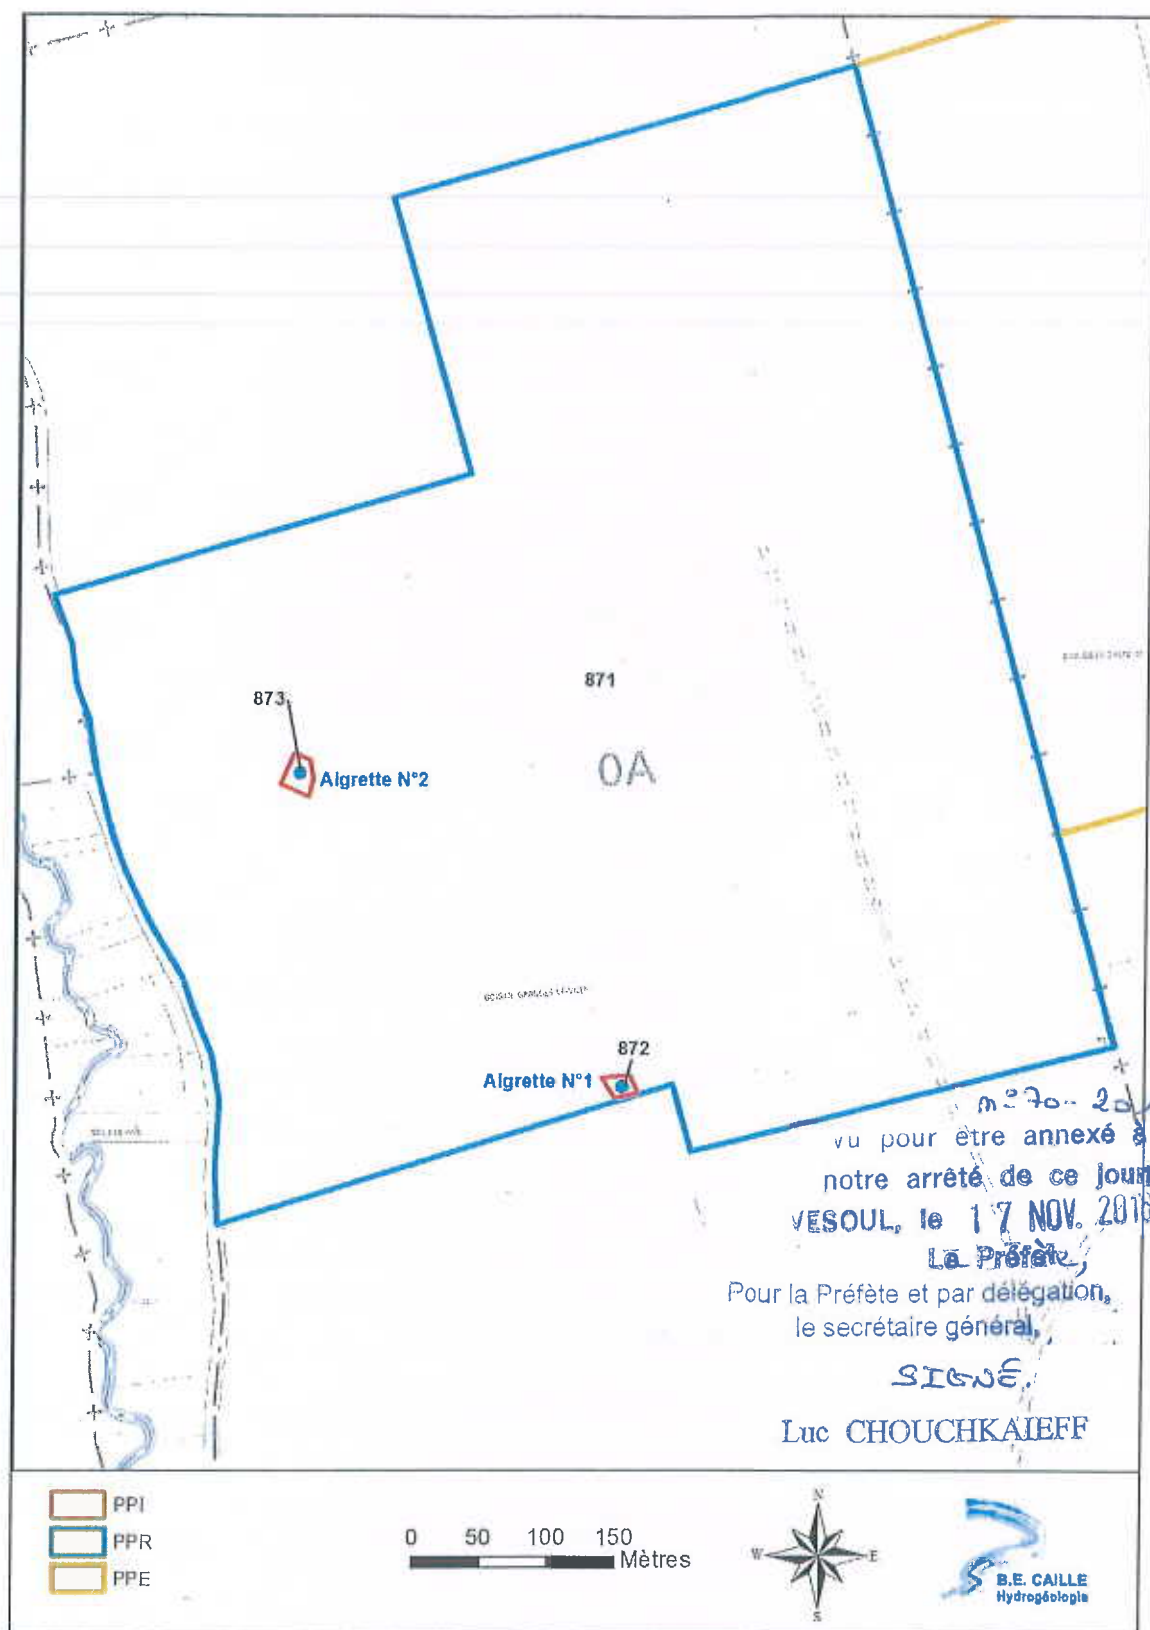 873
871
Aigrette N°2
0A
872
Aigrette N°1
n° 70-20
vu pour être annexé à
notre arrêté de ce jour
VESOUL, le 17 NOV. 2016
La Préfète,
Pour la Préfète et par délégation,
le secrétaire général,
SIGNÉ.
Luc CHOUCHKAIEFF
PPI
PPR
PPE
0 50 100 150
Mètres
N
W E
S
B.E. CAILLE
Hydrogéologie